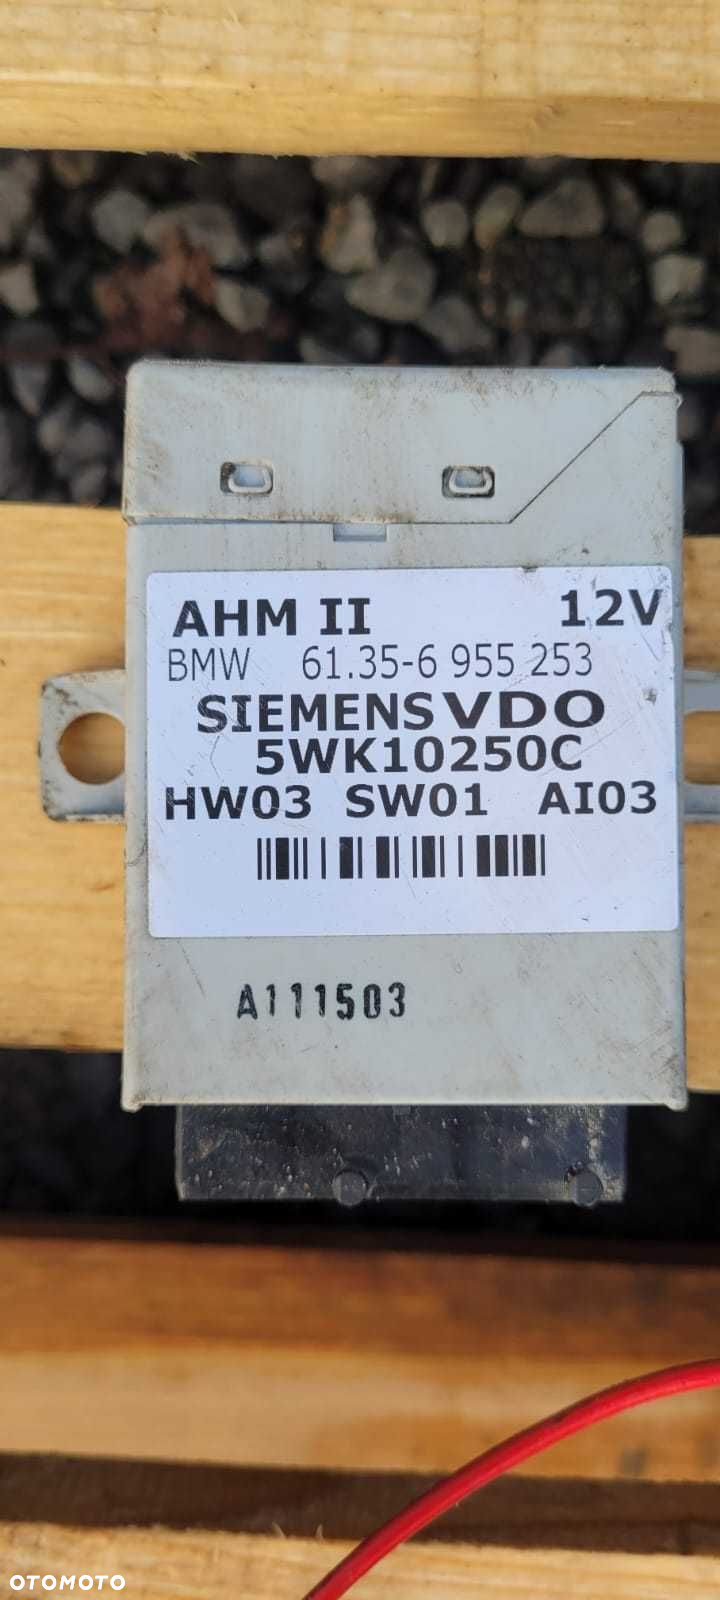 AHM II 12V
BMW 61.35-6 955 253
SIEMENS VDO
5WK10250C
HW03 SW01 AI03
A111503
OTOMOTO